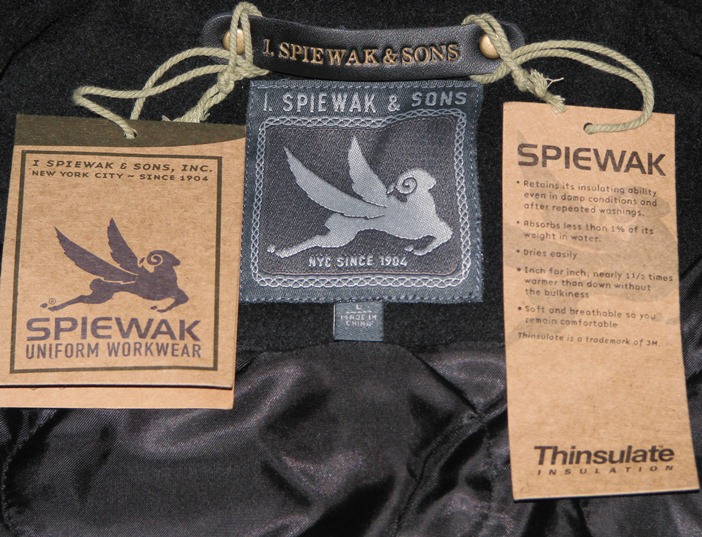 I. SPIEWAK & SONS
I. SPIEWAK & SONS
NYC SINCE 1904
L
MADE IN
CHINA
I SPIEWAK & SONS, INC.
NEW YORK CITY ~ SINCE 1904
®
SPIEWAK
UNIFORM WORKWEAR
SPIEWAK
• Retains its insulating ability
even in damp conditions and
after repeated washings.
• Absorbs less than 1% of its
weight in water.
• Dries easily
• Inch for inch, nearly 1 1/2 times
warmer than down without
the bulkiness
• Soft and breathable so you
remain comfortable
Thinsulate is a trademark of 3M.
Thinsulate™
INSULATION